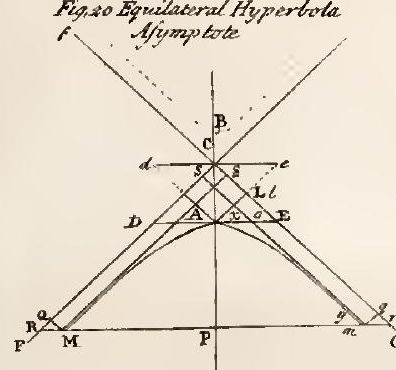 Fig. 20 Equilateral Hyperbola
Asymptote
f
B
C
d e
S g
L l
D A x o E
R Q y q r
F M P m G